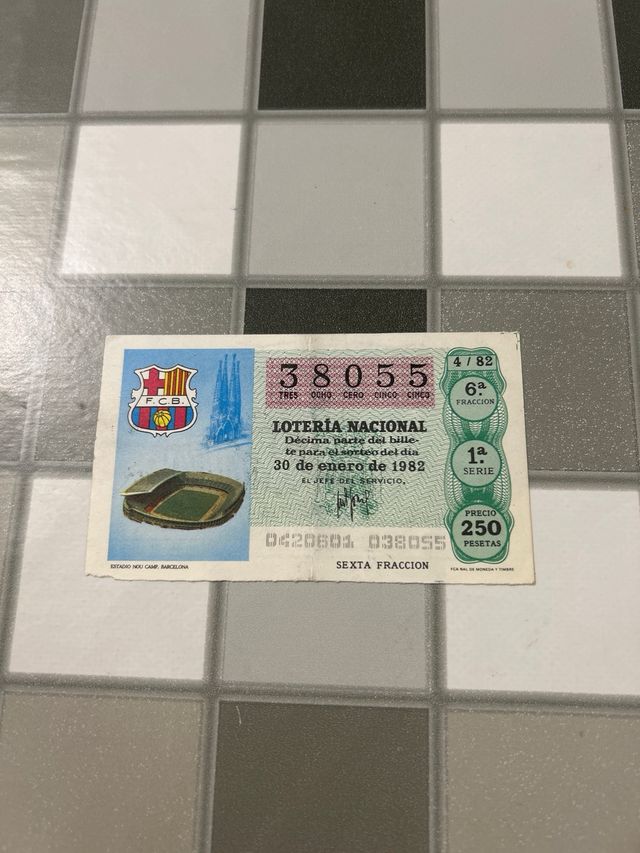 F. C. B.
ESTADIO NOU CAMP. BARCELONA
38055
TRES OCHO CERO CINCO CINCO
LOTERÍA NACIONAL
Décima parte del bille-
te para el sorteo del día
30 de enero de 1982
EL JEFE DEL SERVICIO,
0420601 038055
SEXTA FRACCION
4 / 82
6.ª
FRACCION
1.ª
SERIE
PRECIO
250
PESETAS
FCA NAL DE MONEDA Y TIMBRE